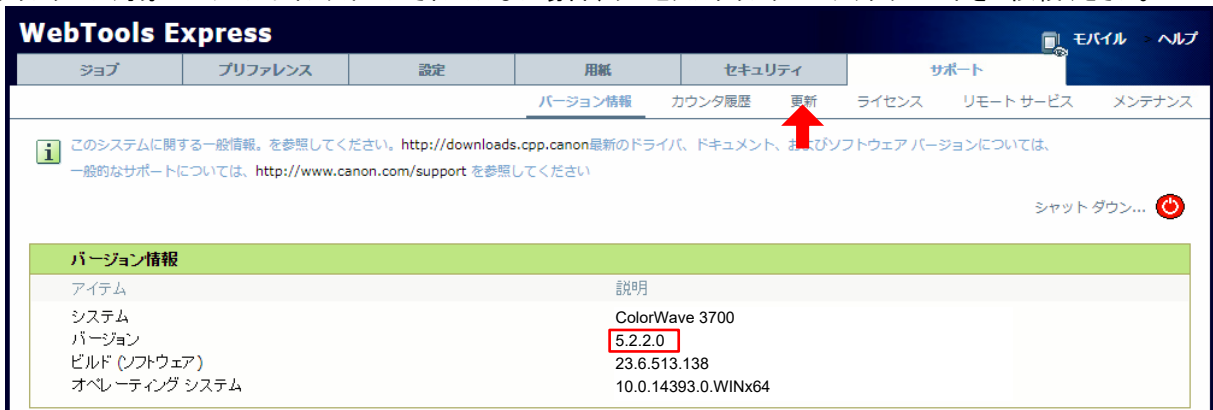 WebTools Express
モバイル ヘルプ
ジョブ プリファレンス 設定 用紙 セキュリティ サポート
バージョン情報 カウンタ履歴 更新 ライセンス リモート サービス メンテナンス
このシステムに関する一般情報。を参照してください。http://downloads.cpp.canon最新のドライバ、ドキュメント、およびソフトウェア バージョンについては、
一般的なサポートについては、http://www.canon.com/support を参照してください
シャット ダウン...
バージョン情報
アイテム 説明
システム ColorWave 3700
バージョン 5.2.2.0
ビルド (ソフトウェア) 23.6.513.138
オペレーティング システム 10.0.14393.0.WINx64